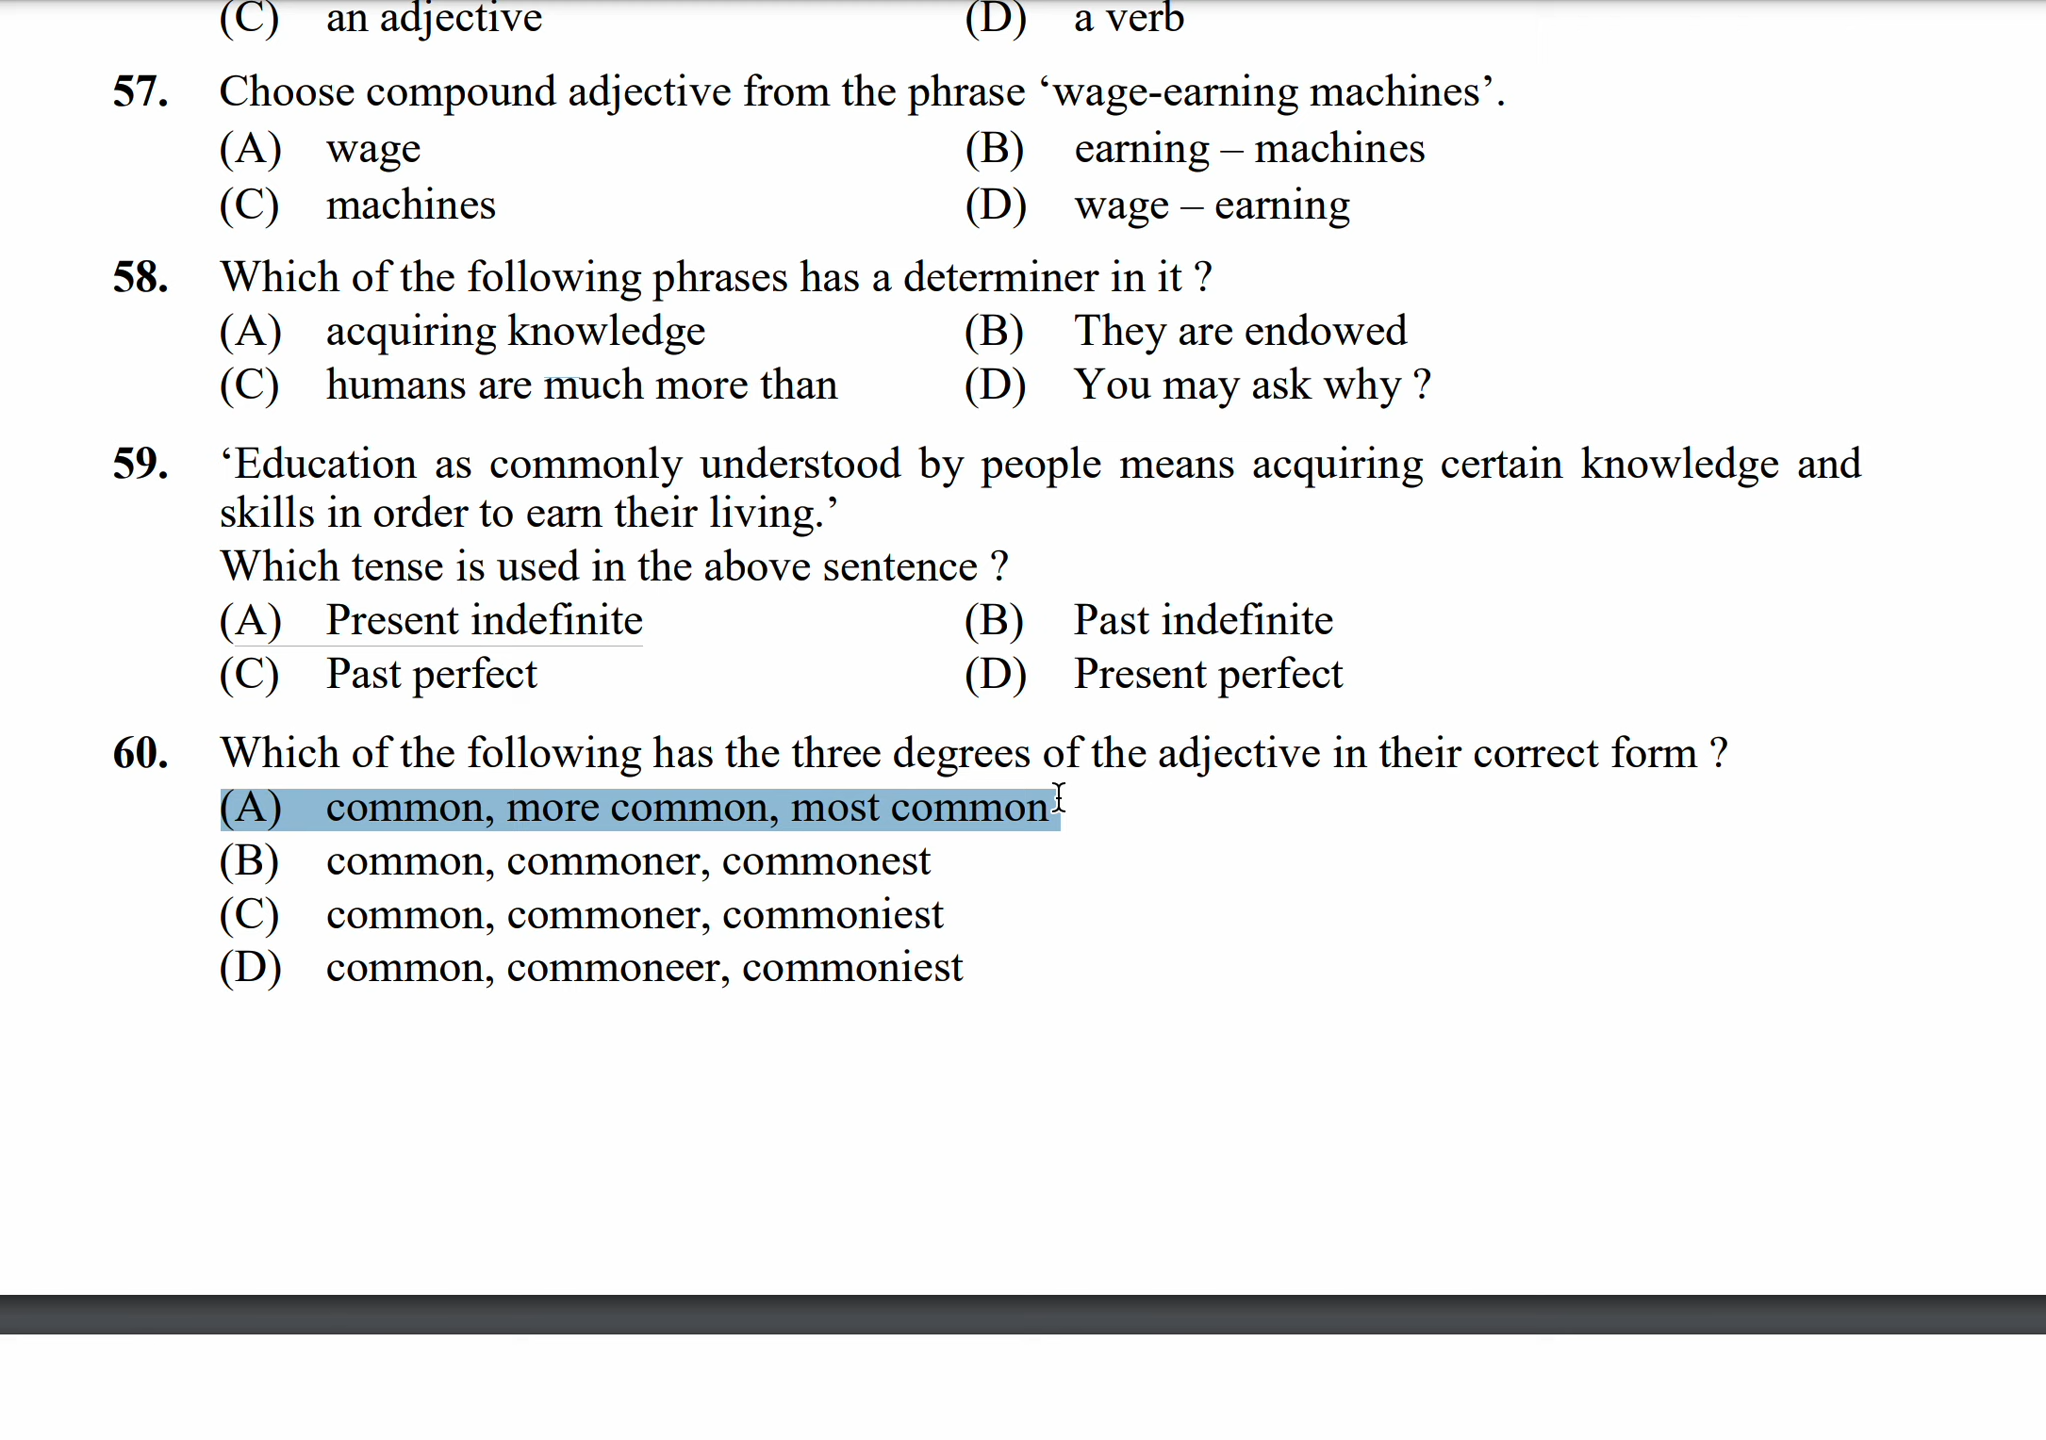 (C) an adjective (D) a verb
57. Choose compound adjective from the phrase ‘wage-earning machines’.
(A) wage (B) earning – machines
(C) machines (D) wage – earning
58. Which of the following phrases has a determiner in it ?
(A) acquiring knowledge (B) They are endowed
(C) humans are much more than (D) You may ask why ?
59. ‘Education as commonly understood by people means acquiring certain knowledge and
skills in order to earn their living.’
Which tense is used in the above sentence ?
(A) Present indefinite (B) Past indefinite
(C) Past perfect (D) Present perfect
60. Which of the following has the three degrees of the adjective in their correct form ?
(A) common, more common, most common
(B) common, commoner, commonest
(C) common, commoner, commoniest
(D) common, commoneer, commoniest